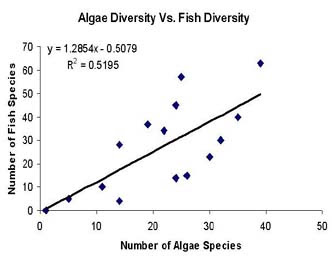 Algae Diversity Vs. Fish Diversity
y = 1.2854x - 0.5079
R² = 0.5195
Number of Fish Species
70
60
50
40
30
20
10
0
0 10 20 30 40 50
Number of Algae Species